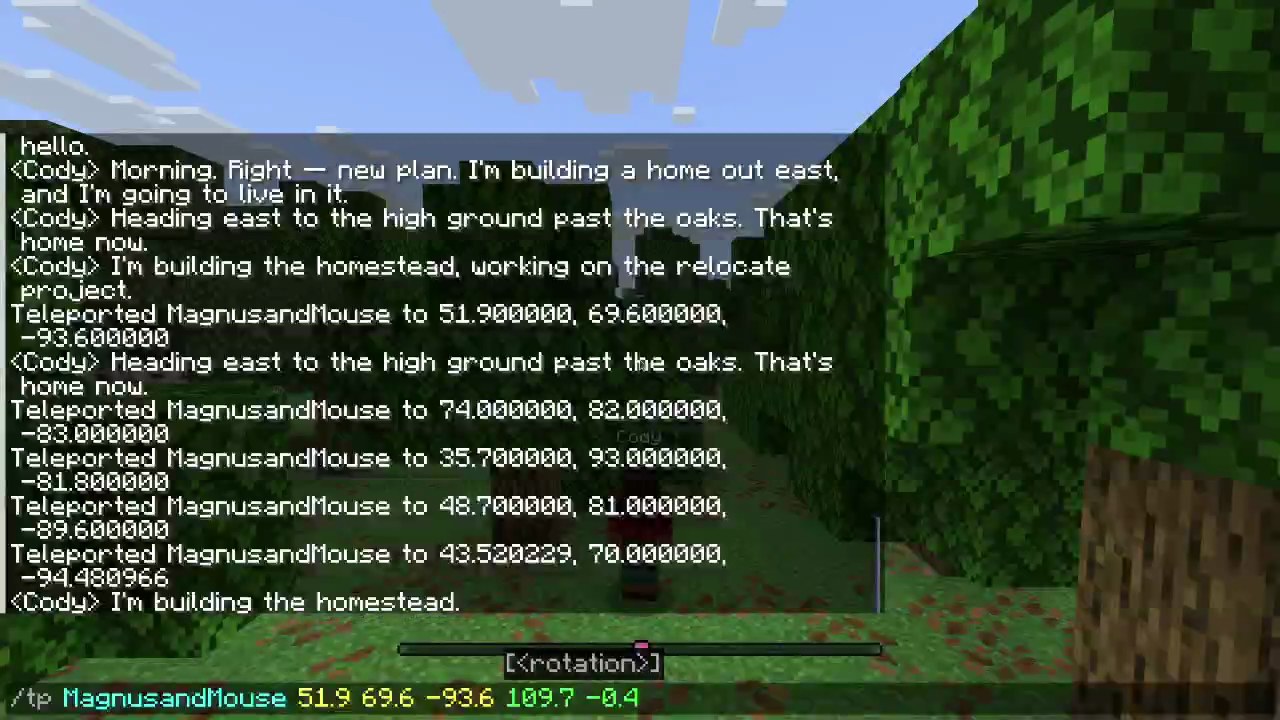 hello.
<Cody> Morning. Right — new plan. I'm building a home out east,
and I'm going to live in it.
<Cody> Heading east to the high ground past the oaks. That's
home now.
<Cody> I'm building the homestead, working on the relocate
project.
Teleported MagnusandMouse to 51.900000, 69.600000,
-93.600000
<Cody> Heading east to the high ground past the oaks. That's
home now.
Teleported MagnusandMouse to 74.000000, 82.000000,
-83.000000
Cody
Teleported MagnusandMouse to 35.700000, 93.000000,
-81.800000
Teleported MagnusandMouse to 48.700000, 81.000000,
-89.600000
Teleported MagnusandMouse to 43.520229, 70.000000,
-94.480966
<Cody> I'm building the homestead.
[<rotation>]
/tp MagnusandMouse 51.9 69.6 -93.6 109.7 -0.4